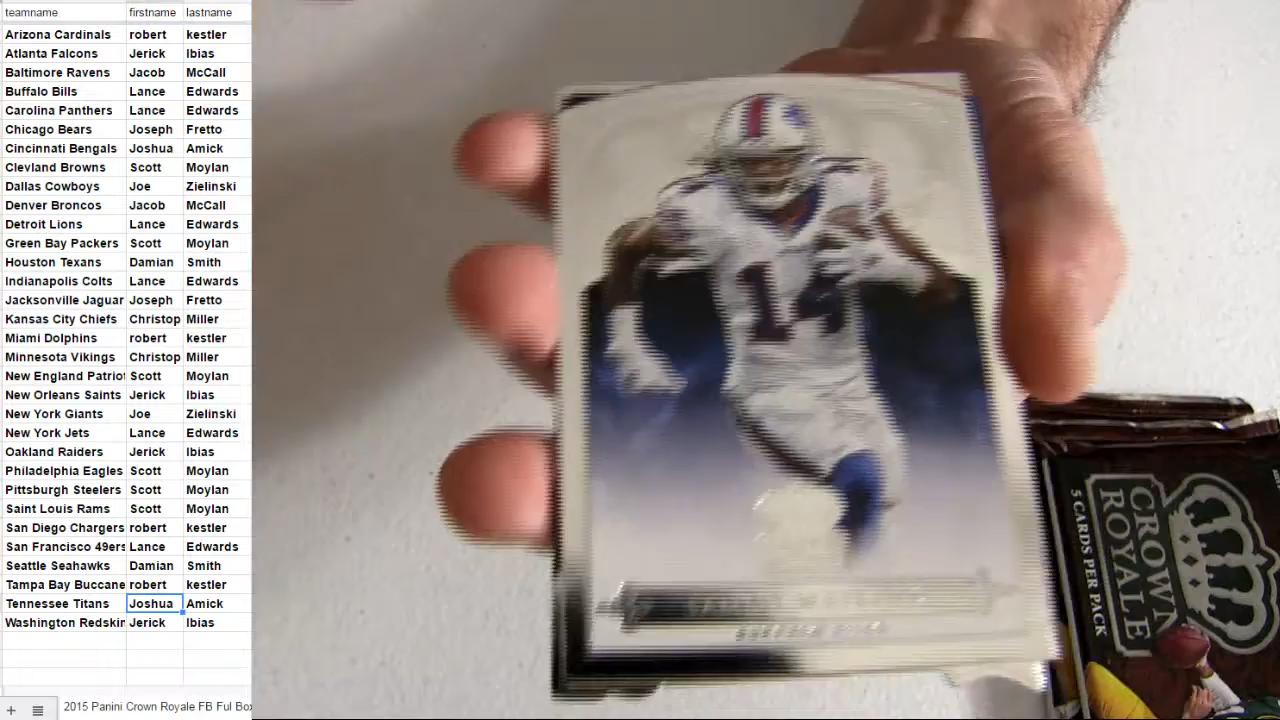 teamname firstname lastname
Arizona Cardinals robert kestler
Atlanta Falcons Jerick Ibias
Baltimore Ravens Jacob McCall
Buffalo Bills Lance Edwards
Carolina Panthers Lance Edwards
Chicago Bears Joseph Fretto
Cincinnati Bengals Joshua Amick
Clevland Browns Scott Moylan
Dallas Cowboys Joe Zielinski
Denver Broncos Jacob McCall
Detroit Lions Lance Edwards
Green Bay Packers Scott Moylan
Houston Texans Damian Smith
Indianapolis Colts Lance Edwards
Jacksonville Jaguar Joseph Fretto
Kansas City Chiefs Christop Miller
Miami Dolphins robert kestler
Minnesota Vikings Christop Miller
New England Patriot Scott Moylan
New Orleans Saints Jerick Ibias
New York Giants Joe Zielinski
New York Jets Lance Edwards
Oakland Raiders Jerick Ibias
Philadelphia Eagles Scott Moylan
Pittsburgh Steelers Scott Moylan
Saint Louis Rams Scott Moylan
San Diego Chargers robert kestler
San Francisco 49ers Lance Edwards
Seattle Seahawks Damian Smith
Tampa Bay Buccane robert kestler
Tennessee Titans Joshua Amick
Washington Redskin Jerick Ibias
2015 Panini Crown Royale FB Ful Box
14
CROWN
ROYALE
5 CARDS PER PACK